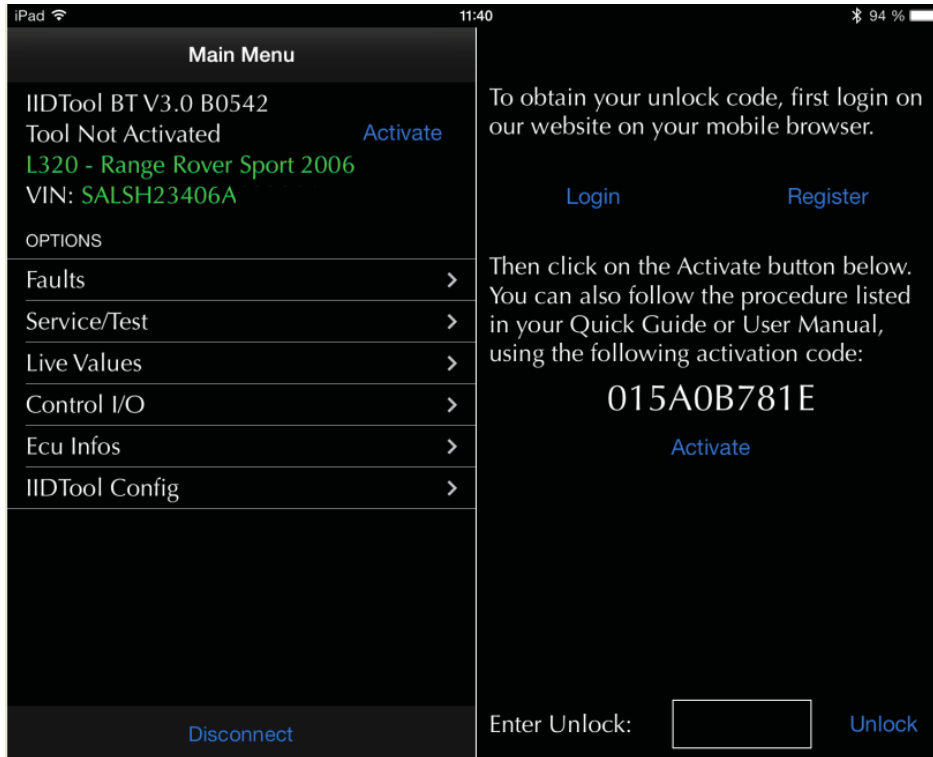 iPad 11:40 94 %
Main Menu
IIDTool BT V3.0 B0542
Tool Not Activated Activate
L320 - Range Rover Sport 2006
VIN: SALSH23406A
OPTIONS
Faults
Service/Test
Live Values
Control I/O
Ecu Infos
IIDTool Config
Disconnect
To obtain your unlock code, first login on
our website on your mobile browser.
Login Register
Then click on the Activate button below.
You can also follow the procedure listed
in your Quick Guide or User Manual,
using the following activation code:
015A0B781E
Activate
Enter Unlock: Unlock